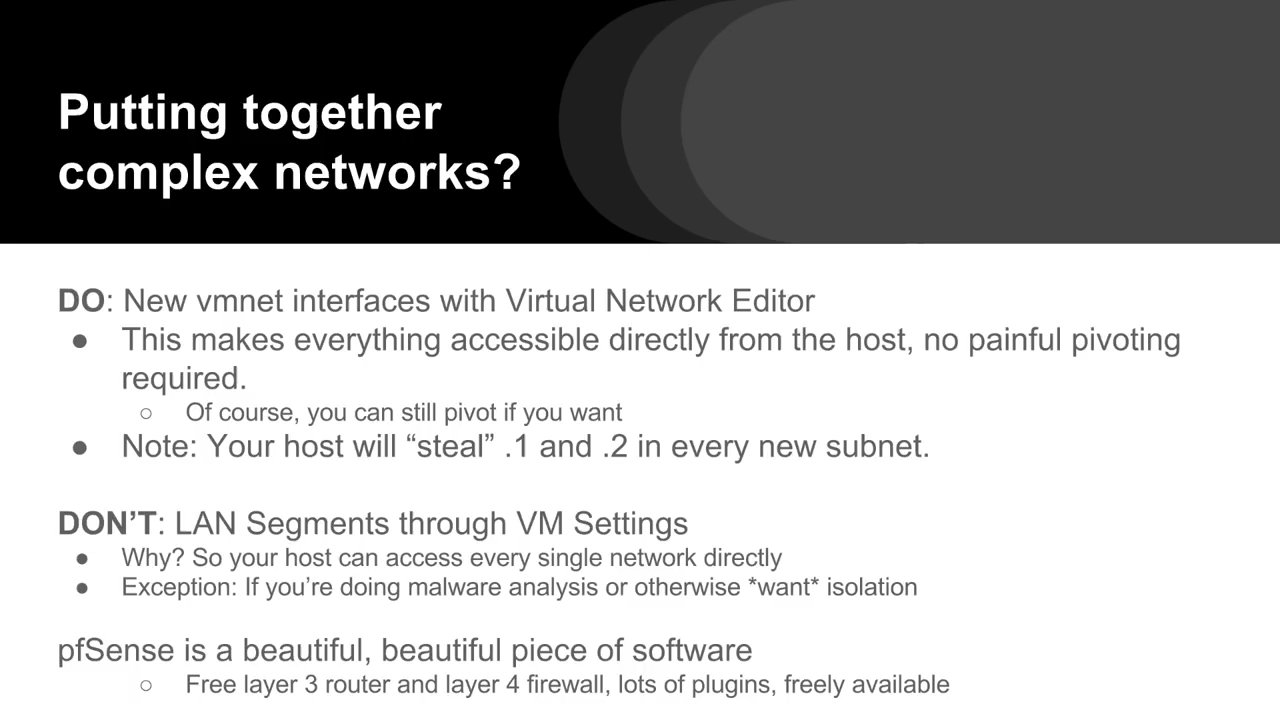 Putting together
complex networks?
DO: New vmnet interfaces with Virtual Network Editor
● This makes everything accessible directly from the host, no painful pivoting
required.
○ Of course, you can still pivot if you want
● Note: Your host will “steal” .1 and .2 in every new subnet.
DON’T: LAN Segments through VM Settings
● Why? So your host can access every single network directly
● Exception: If you’re doing malware analysis or otherwise *want* isolation
pfSense is a beautiful, beautiful piece of software
○ Free layer 3 router and layer 4 firewall, lots of plugins, freely available